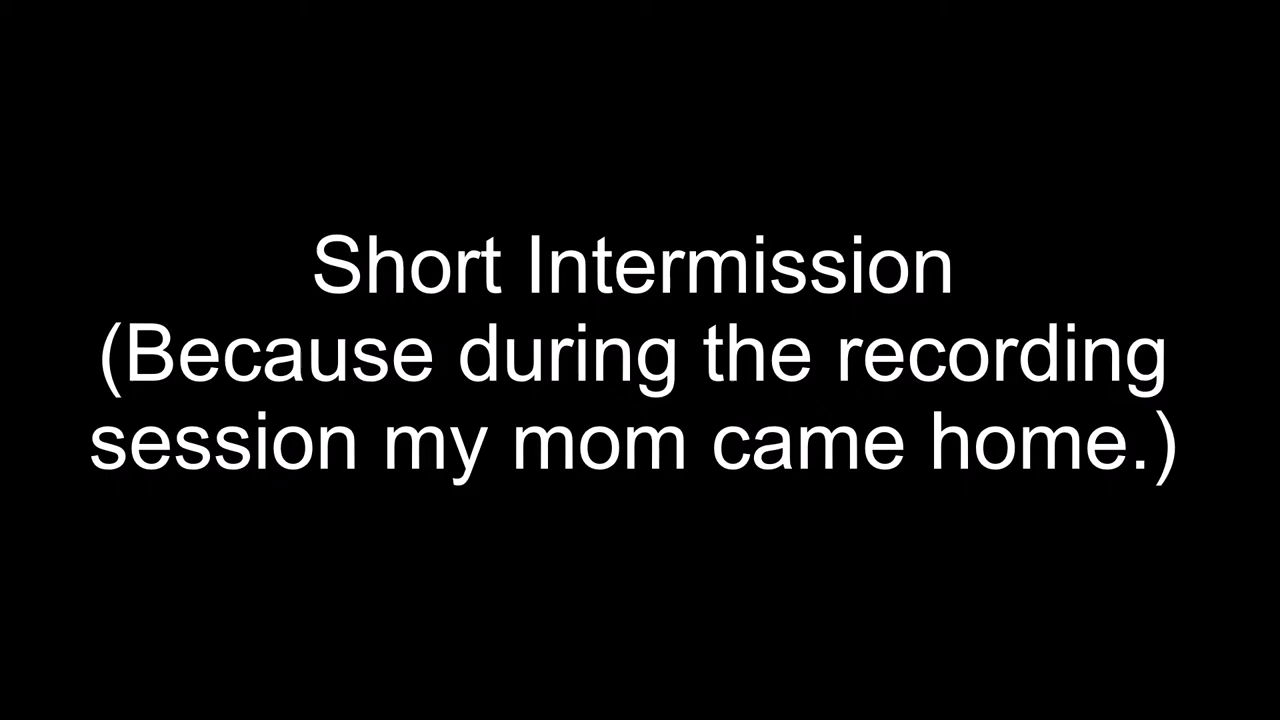 Short Intermission
(Because during the recording
session my mom came home.)